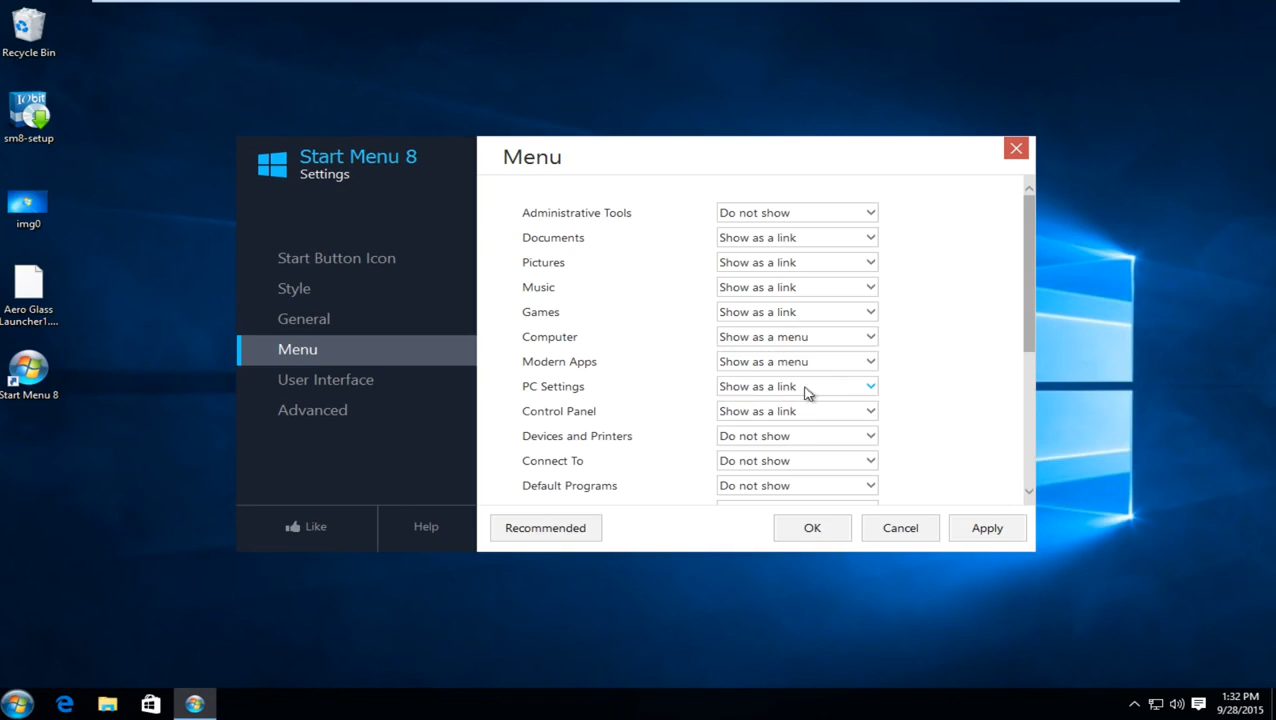 Recycle Bin
IObit
sm8-setup
img0
Aero Glass
Launcher1....
Start Menu 8
Start Menu 8
Settings
Start Button Icon
Style
General
Menu
User Interface
Advanced
Like
Help
Menu
Administrative Tools Do not show
Documents Show as a link
Pictures Show as a link
Music Show as a link
Games Show as a link
Computer Show as a menu
Modern Apps Show as a menu
PC Settings Show as a link
Control Panel Show as a link
Devices and Printers Do not show
Connect To Do not show
Default Programs Do not show
Recommended OK Cancel Apply
1:32 PM
9/28/2015